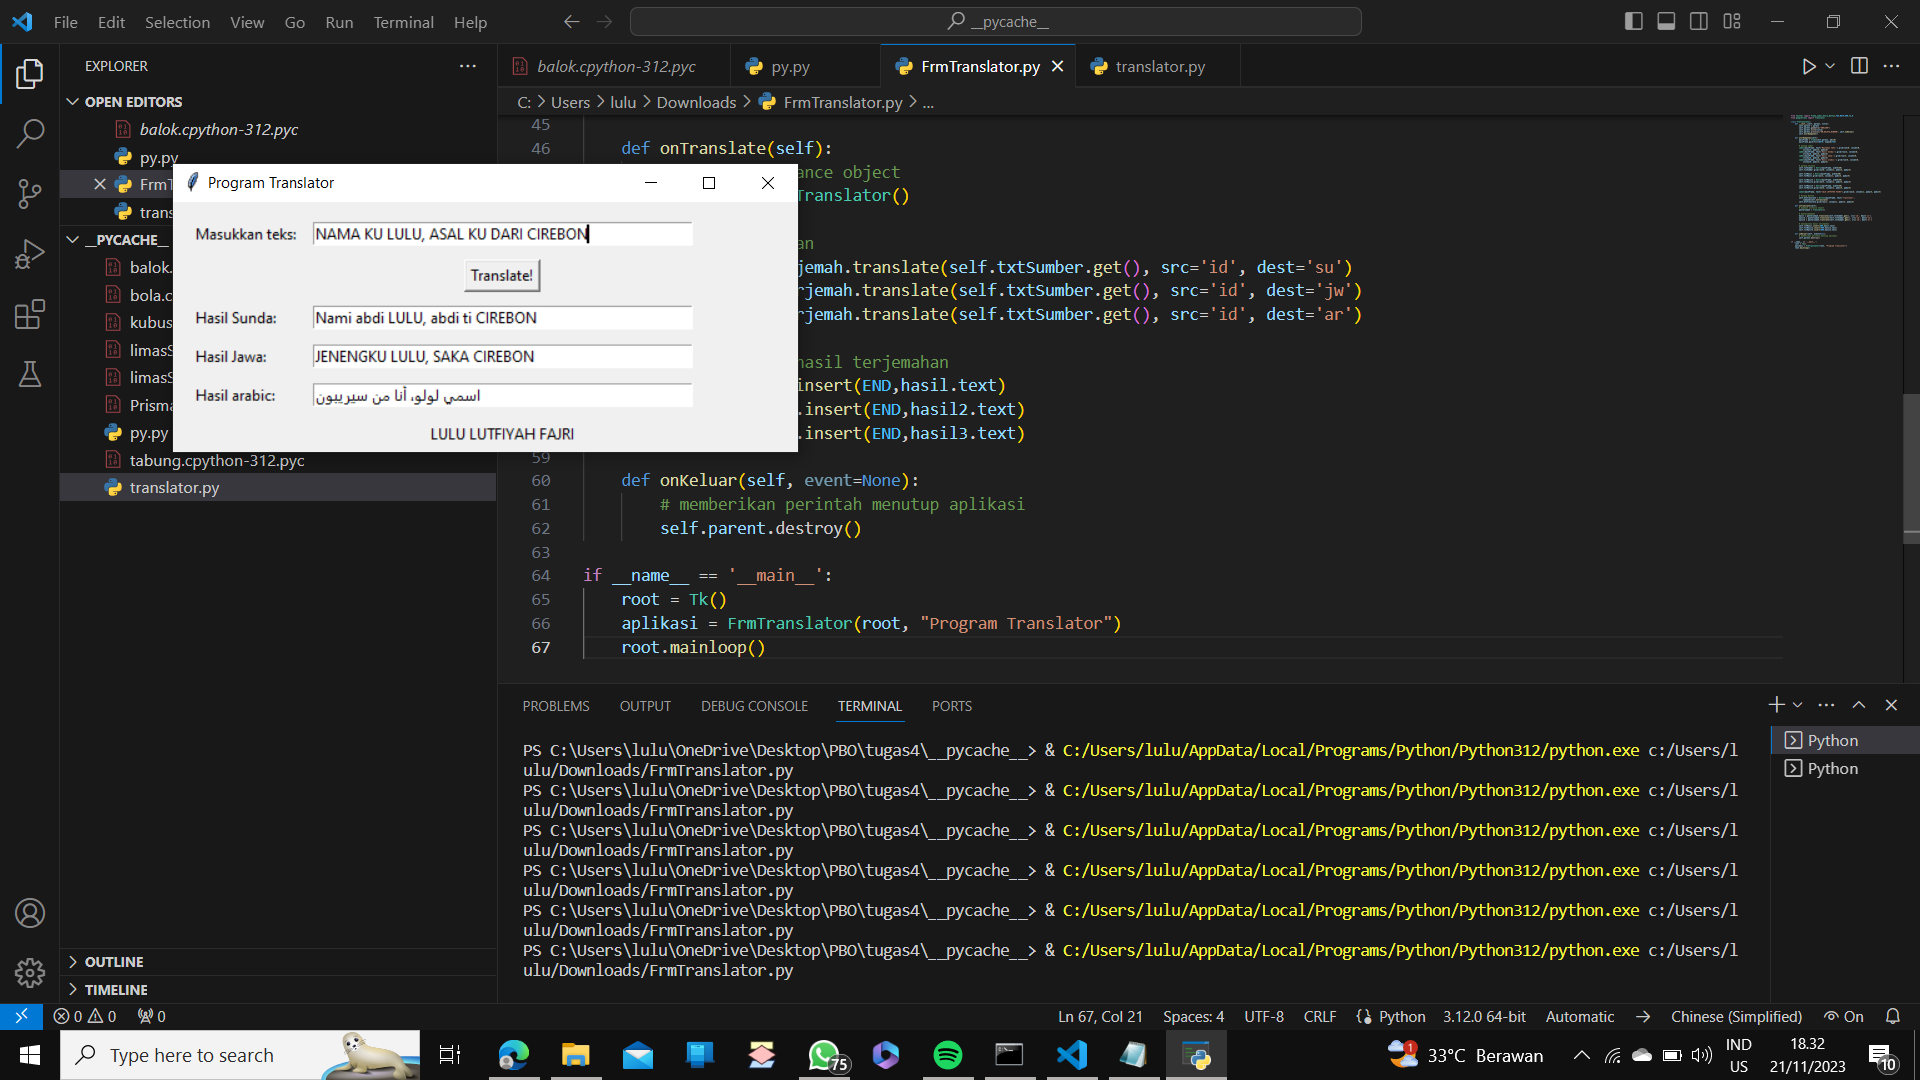 File Edit Selection View Go Run Terminal Help
__pycache__
EXPLORER
OPEN EDITORS
balok.cpython-312.pyc
py.py
FrmT
trans
__PYCACHE__
balok.
bola.c
kubus
limasS
limasS
Prisma
py.py
tabung.cpython-312.pyc
translator.py
OUTLINE
TIMELINE
balok.cpython-312.pyc py.py FrmTranslator.py translator.py
C: > Users > lulu > Downloads > FrmTranslator.py > ...
Program Translator
Masukkan teks: NAMA KU LULU, ASAL KU DARI CIREBON
Translate!
Hasil Sunda: Nami abdi LULU, abdi ti CIREBON
Hasil Jawa: JENENGKU LULU, SAKA CIREBON
Hasil arabic: اسمي لولو، أنا من سيريبون
LULU LUTFIYAH FAJRI
45
46 def onTranslate(self):
ance object
Translator()
an
rjemah.translate(self.txtSumber.get(), src='id', dest='su')
rjemah.translate(self.txtSumber.get(), src='id', dest='jw')
rjemah.translate(self.txtSumber.get(), src='id', dest='ar')
hasil terjemahan
insert(END,hasil.text)
.insert(END,hasil2.text)
.insert(END,hasil3.text)
59
60 def onKeluar(self, event=None):
61 # memberikan perintah menutup aplikasi
62 self.parent.destroy()
63
64 if __name__ == '__main__':
65 root = Tk()
66 aplikasi = FrmTranslator(root, "Program Translator")
67 root.mainloop()
PROBLEMS OUTPUT DEBUG CONSOLE TERMINAL PORTS
PS C:\Users\lulu\OneDrive\Desktop\PBO\tugas4\__pycache__> & C:/Users/lulu/AppData/Local/Programs/Python/Python312/python.exe c:/Users/l
ulu/Downloads/FrmTranslator.py
PS C:\Users\lulu\OneDrive\Desktop\PBO\tugas4\__pycache__> & C:/Users/lulu/AppData/Local/Programs/Python/Python312/python.exe c:/Users/l
ulu/Downloads/FrmTranslator.py
PS C:\Users\lulu\OneDrive\Desktop\PBO\tugas4\__pycache__> & C:/Users/lulu/AppData/Local/Programs/Python/Python312/python.exe c:/Users/l
ulu/Downloads/FrmTranslator.py
PS C:\Users\lulu\OneDrive\Desktop\PBO\tugas4\__pycache__> & C:/Users/lulu/AppData/Local/Programs/Python/Python312/python.exe c:/Users/l
ulu/Downloads/FrmTranslator.py
PS C:\Users\lulu\OneDrive\Desktop\PBO\tugas4\__pycache__> & C:/Users/lulu/AppData/Local/Programs/Python/Python312/python.exe c:/Users/l
ulu/Downloads/FrmTranslator.py
PS C:\Users\lulu\OneDrive\Desktop\PBO\tugas4\__pycache__> & C:/Users/lulu/AppData/Local/Programs/Python/Python312/python.exe c:/Users/l
ulu/Downloads/FrmTranslator.py
Python
Python
0 0 0 Ln 67, Col 21 Spaces: 4 UTF-8 CRLF Python 3.12.0 64-bit Automatic Chinese (Simplified) On
Type here to search 75 1 33°C Berawan IND 18.32
US 21/11/2023 10